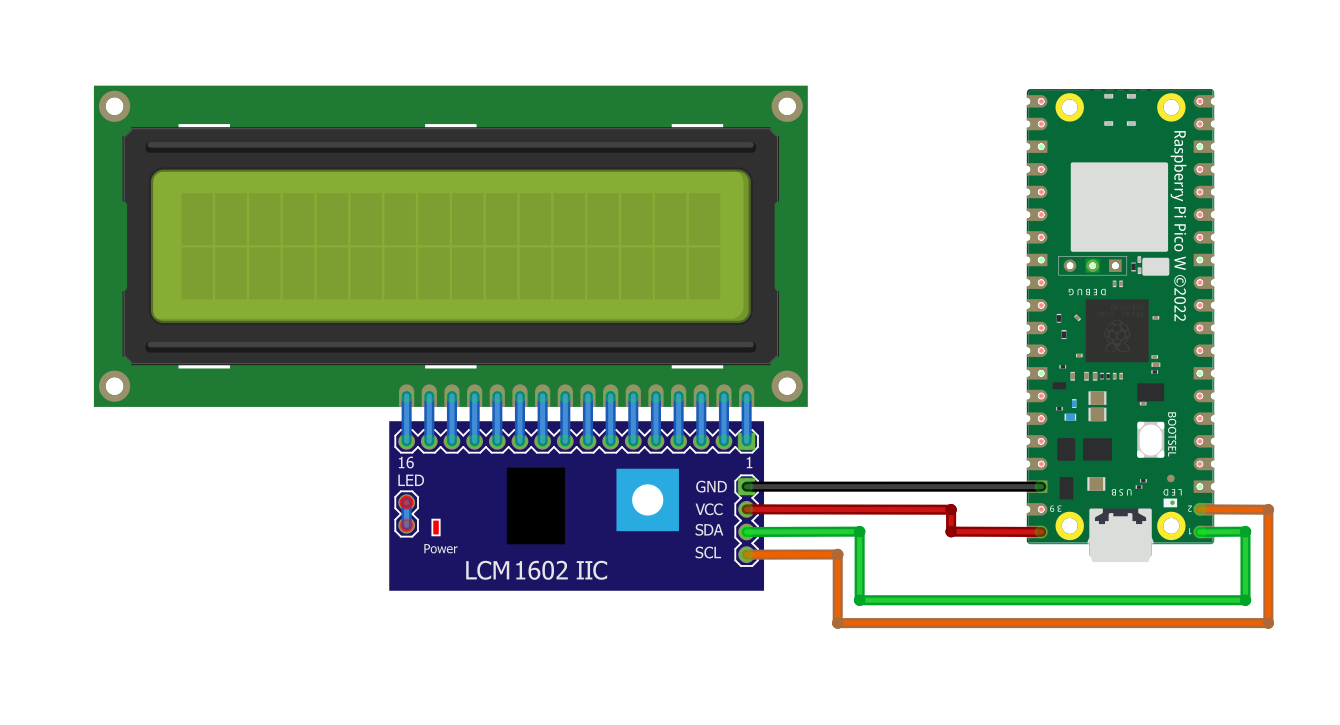 16
1
LED
GND
VCC
SDA
SCL
Power
LCM1602 IIC
Raspberry Pi Pico W ©2022
DEBUG
BOOTSEL
USB
LED
39
2
1